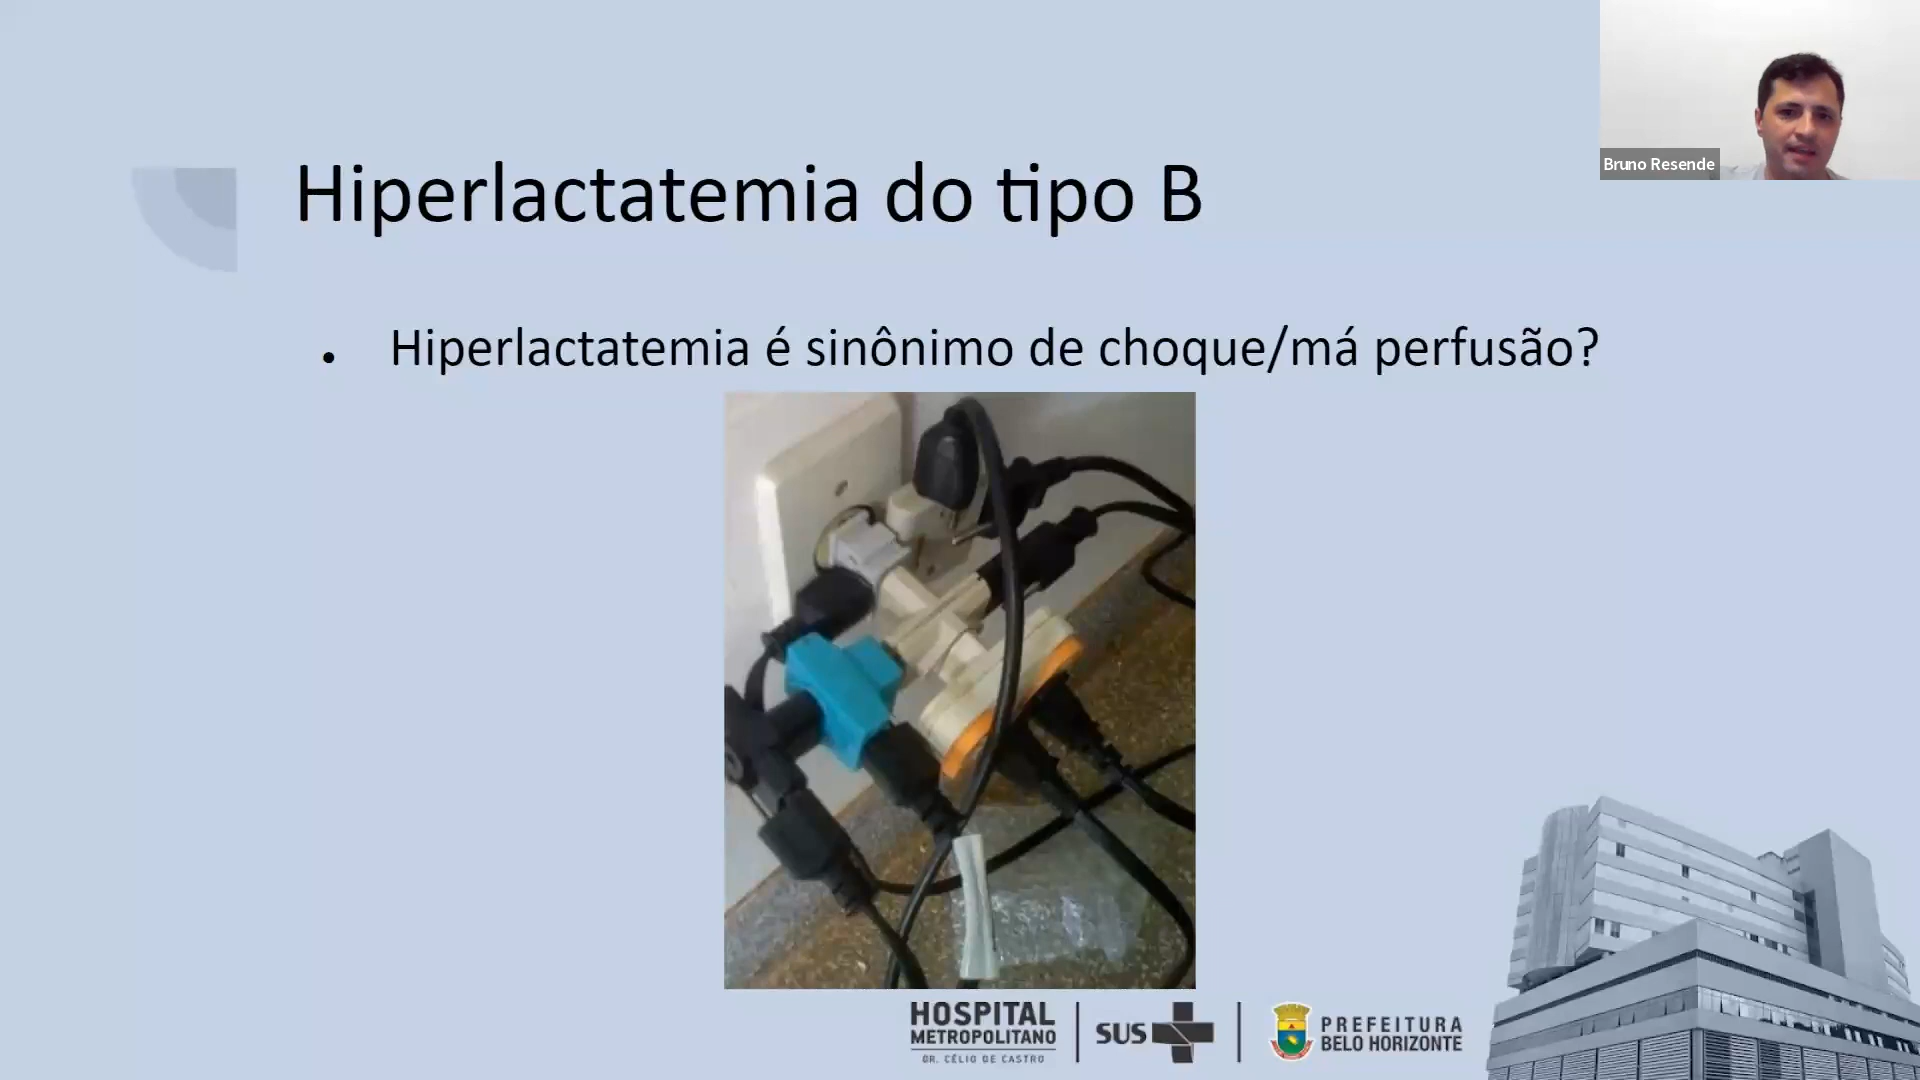 Bruno Resende
Hiperlactatemia do tipo B
• Hiperlactatemia é sinônimo de choque/má perfusão?
HOSPITAL
METROPOLITANO
DR. CÉLIO DE CASTRO
SUS
PREFEITURA
BELO HORIZONTE